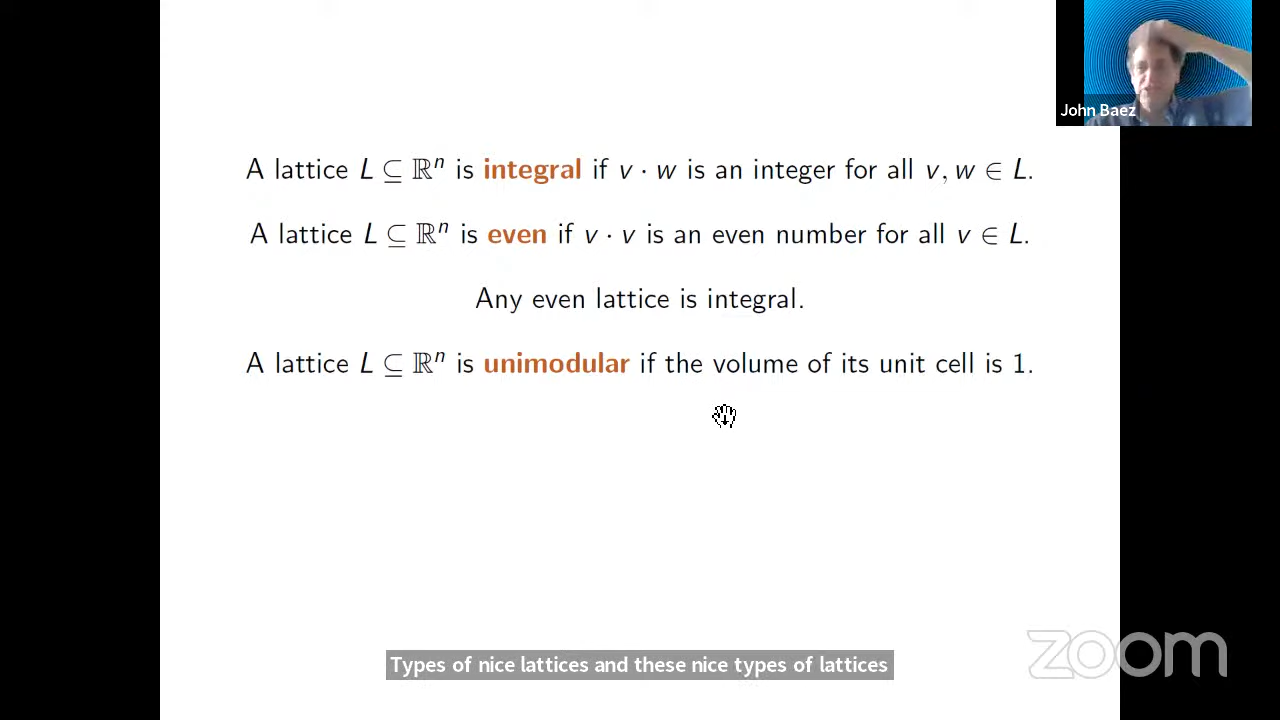 John Baez
A lattice L ⊆ ℝⁿ is integral if v · w is an integer for all v, w ∈ L.
A lattice L ⊆ ℝⁿ is even if v · v is an even number for all v ∈ L.
Any even lattice is integral.
A lattice L ⊆ ℝⁿ is unimodular if the volume of its unit cell is 1.
Types of nice lattices and these nice types of lattices
zoom